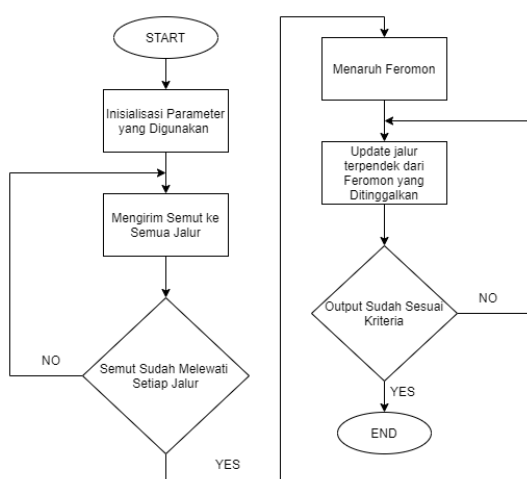 START
Inisialisasi Parameter
yang Digunakan
Mengirim Semut ke
Semua Jalur
Semut Sudah Melewati
Setiap Jalur
NO
YES
Menaruh Feromon
Update jalur
terpendek dari
Feromon yang
Ditinggalkan
Output Sudah Sesuai
Kriteria
NO
YES
END